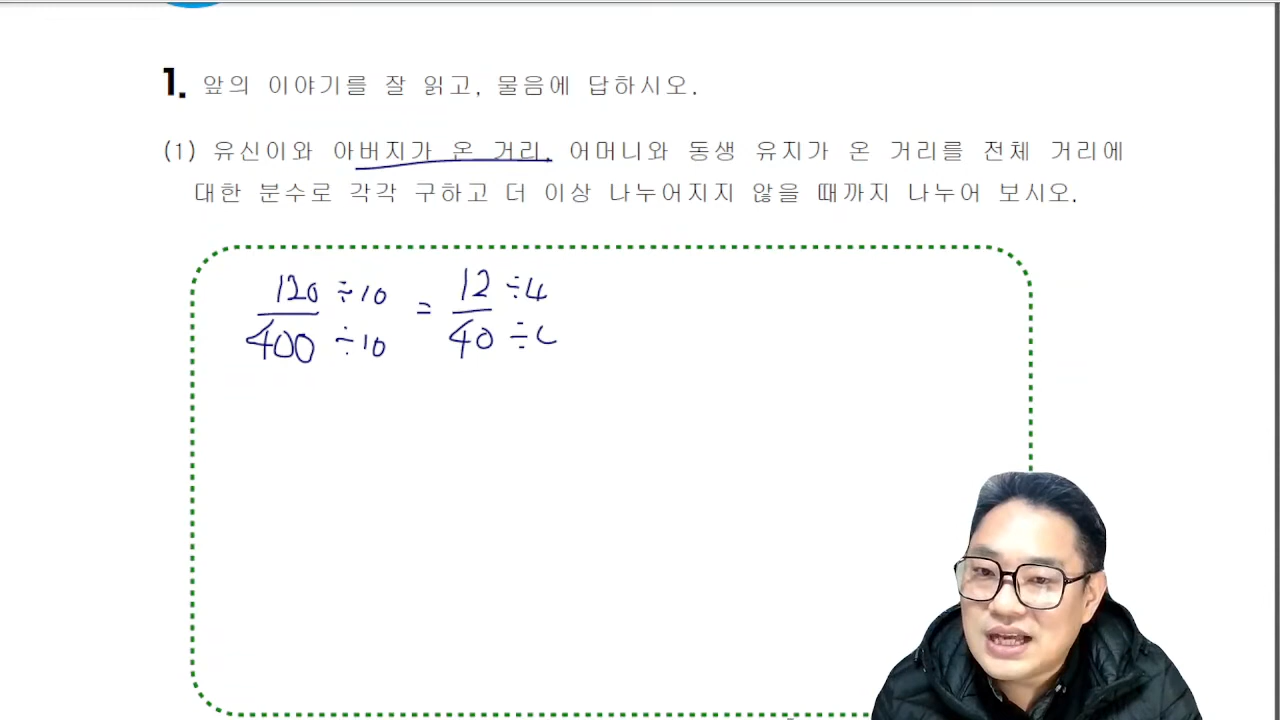 1. 앞의 이야기를 잘 읽고, 물음에 답하시오.
(1) 유신이와 아버지가 온 거리, 어머니와 동생 유지가 온 거리를 전체 거리에
대한 분수로 각각 구하고 더 이상 나누어지지 않을 때까지 나누어 보시오.
120 ÷10 = 12 ÷4
400 ÷10 40 ÷